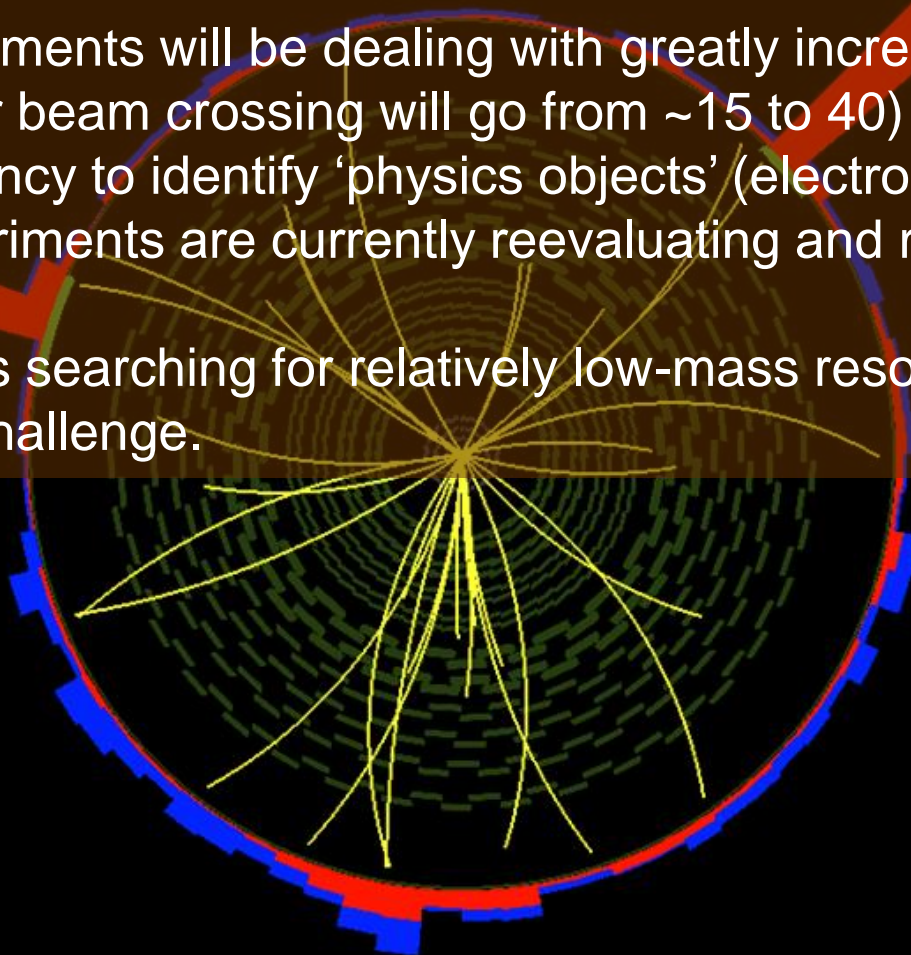 ments will be dealing with greatly incre
r beam crossing will go from ~15 to 40)
ncy to identify ‘physics objects’ (electro
riments are currently reevaluating and r
s searching for relatively low-mass reso
hallenge.